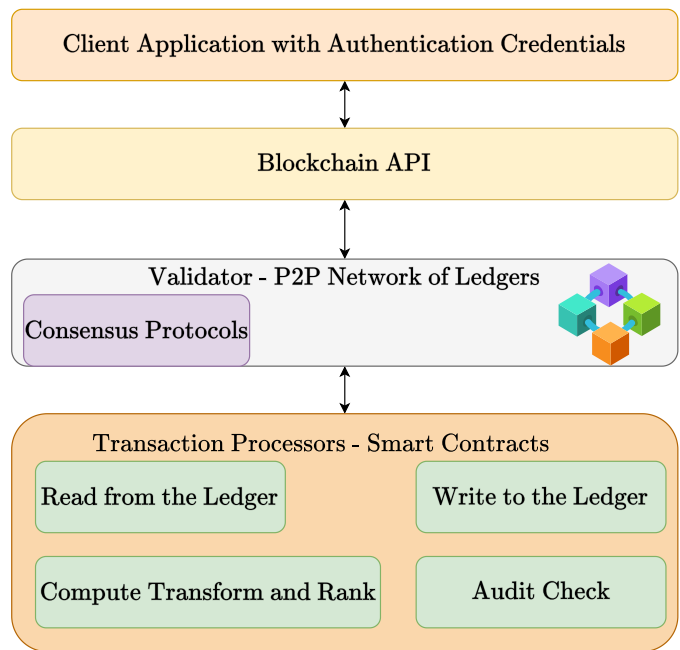 Client Application with Authentication Credentials
Blockchain API
Validator - P2P Network of Ledgers
Consensus Protocols
Transaction Processors - Smart Contracts
Read from the Ledger
Write to the Ledger
Compute Transform and Rank
Audit Check